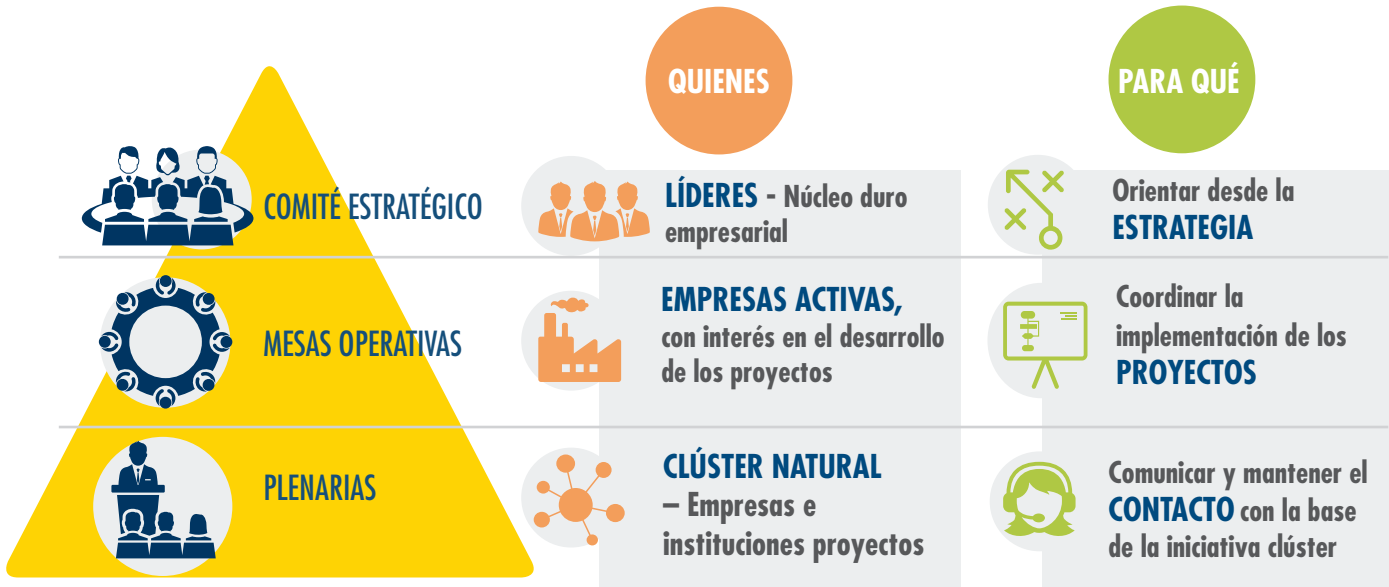 QUIENES
PARA QUÉ
COMITÉ ESTRATÉGICO
LÍDERES - Núcleo duro
empresarial
Orientar desde la
ESTRATEGIA
MESAS OPERATIVAS
EMPRESAS ACTIVAS,
con interés en el desarrollo
de los proyectos
Coordinar la
implementación de los
PROYECTOS
PLENARIAS
CLÚSTER NATURAL
– Empresas e
instituciones proyectos
Comunicar y mantener el
CONTACTO con la base
de la iniciativa clúster